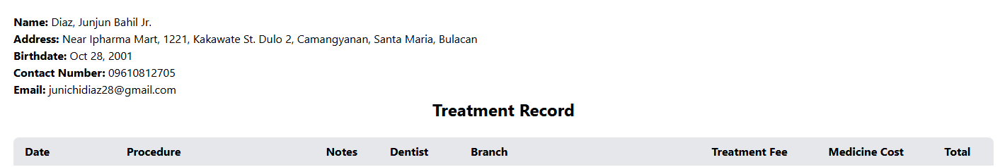 Name: Diaz, Junjun Bahil Jr.
Address: Near Ipharma Mart, 1221, Kakawate St. Dulo 2, Camangyanan, Santa Maria, Bulacan
Birthdate: Oct 28, 2001
Contact Number: 09610812705
Email: junichidiaz28@gmail.com
Treatment Record
Date Procedure Notes Dentist Branch Treatment Fee Medicine Cost Total